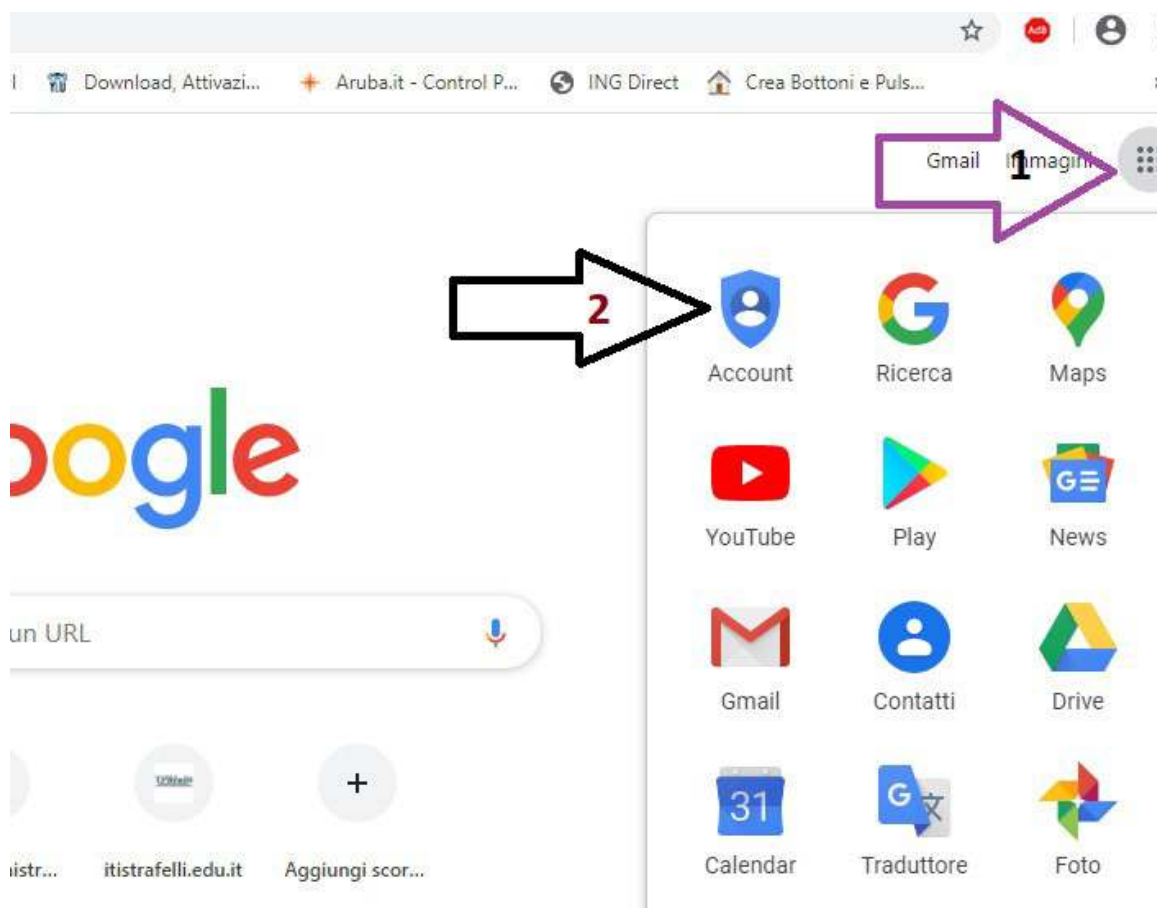 Download, Attivazi... Aruba.it - Control P... ING Direct Crea Bottoni e Puls...
Gmail Immagini
1
2
Account Ricerca Maps
oogle
YouTube Play News
un URL
Gmail Contatti Drive
31
Calendar Traduttore Foto
istr... itistrafelli.edu.it Aggiungi scor...